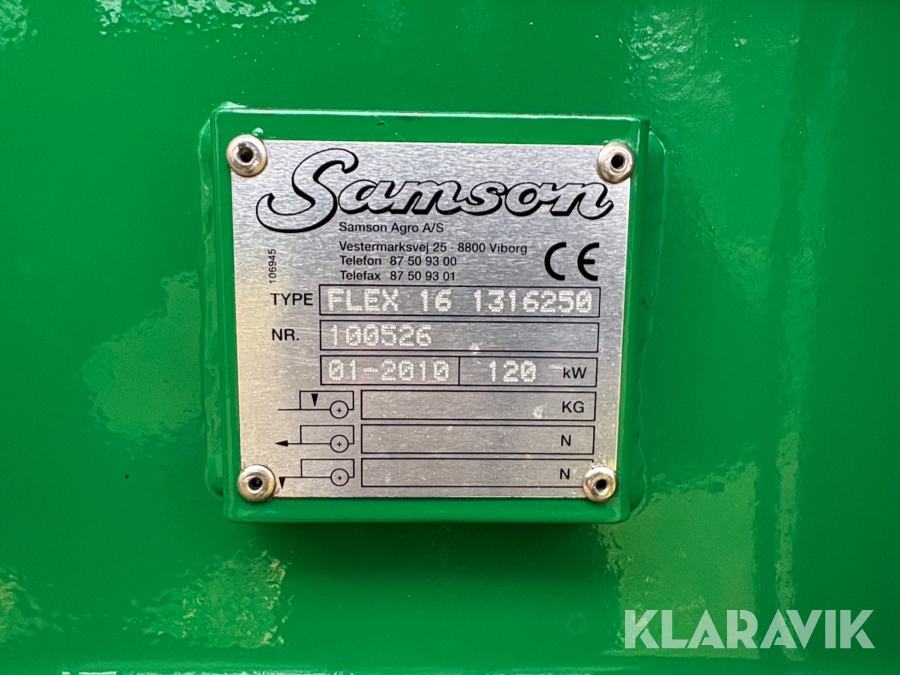 Samson
Samson Agro A/S
Vestermarksvej 25 - 8800 Viborg
Telefon 87 50 93 00
Telefax 87 50 93 01
CE
106945
TYPE FLEX 16 1316250
NR. 100526
01-2010 120 kW
KG
N
N
KLARAVIK